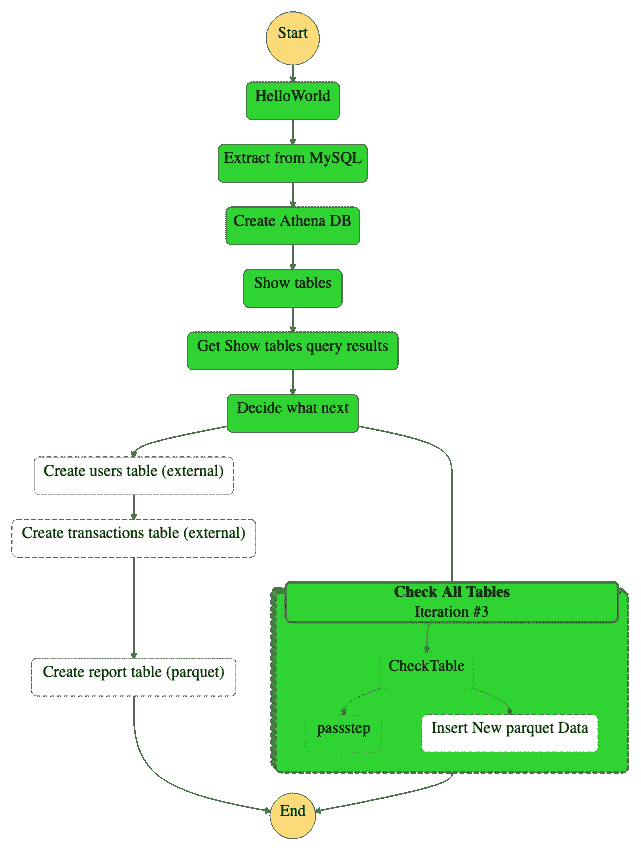 Start
HelloWorld
Extract from MySQL
Create Athena DB
Show tables
Get Show tables query results
Decide what next
Create users table (external)
Create transactions table (external)
Create report table (parquet)
Check All Tables
Iteration #3
CheckTable
passstep
Insert New parquet Data
End